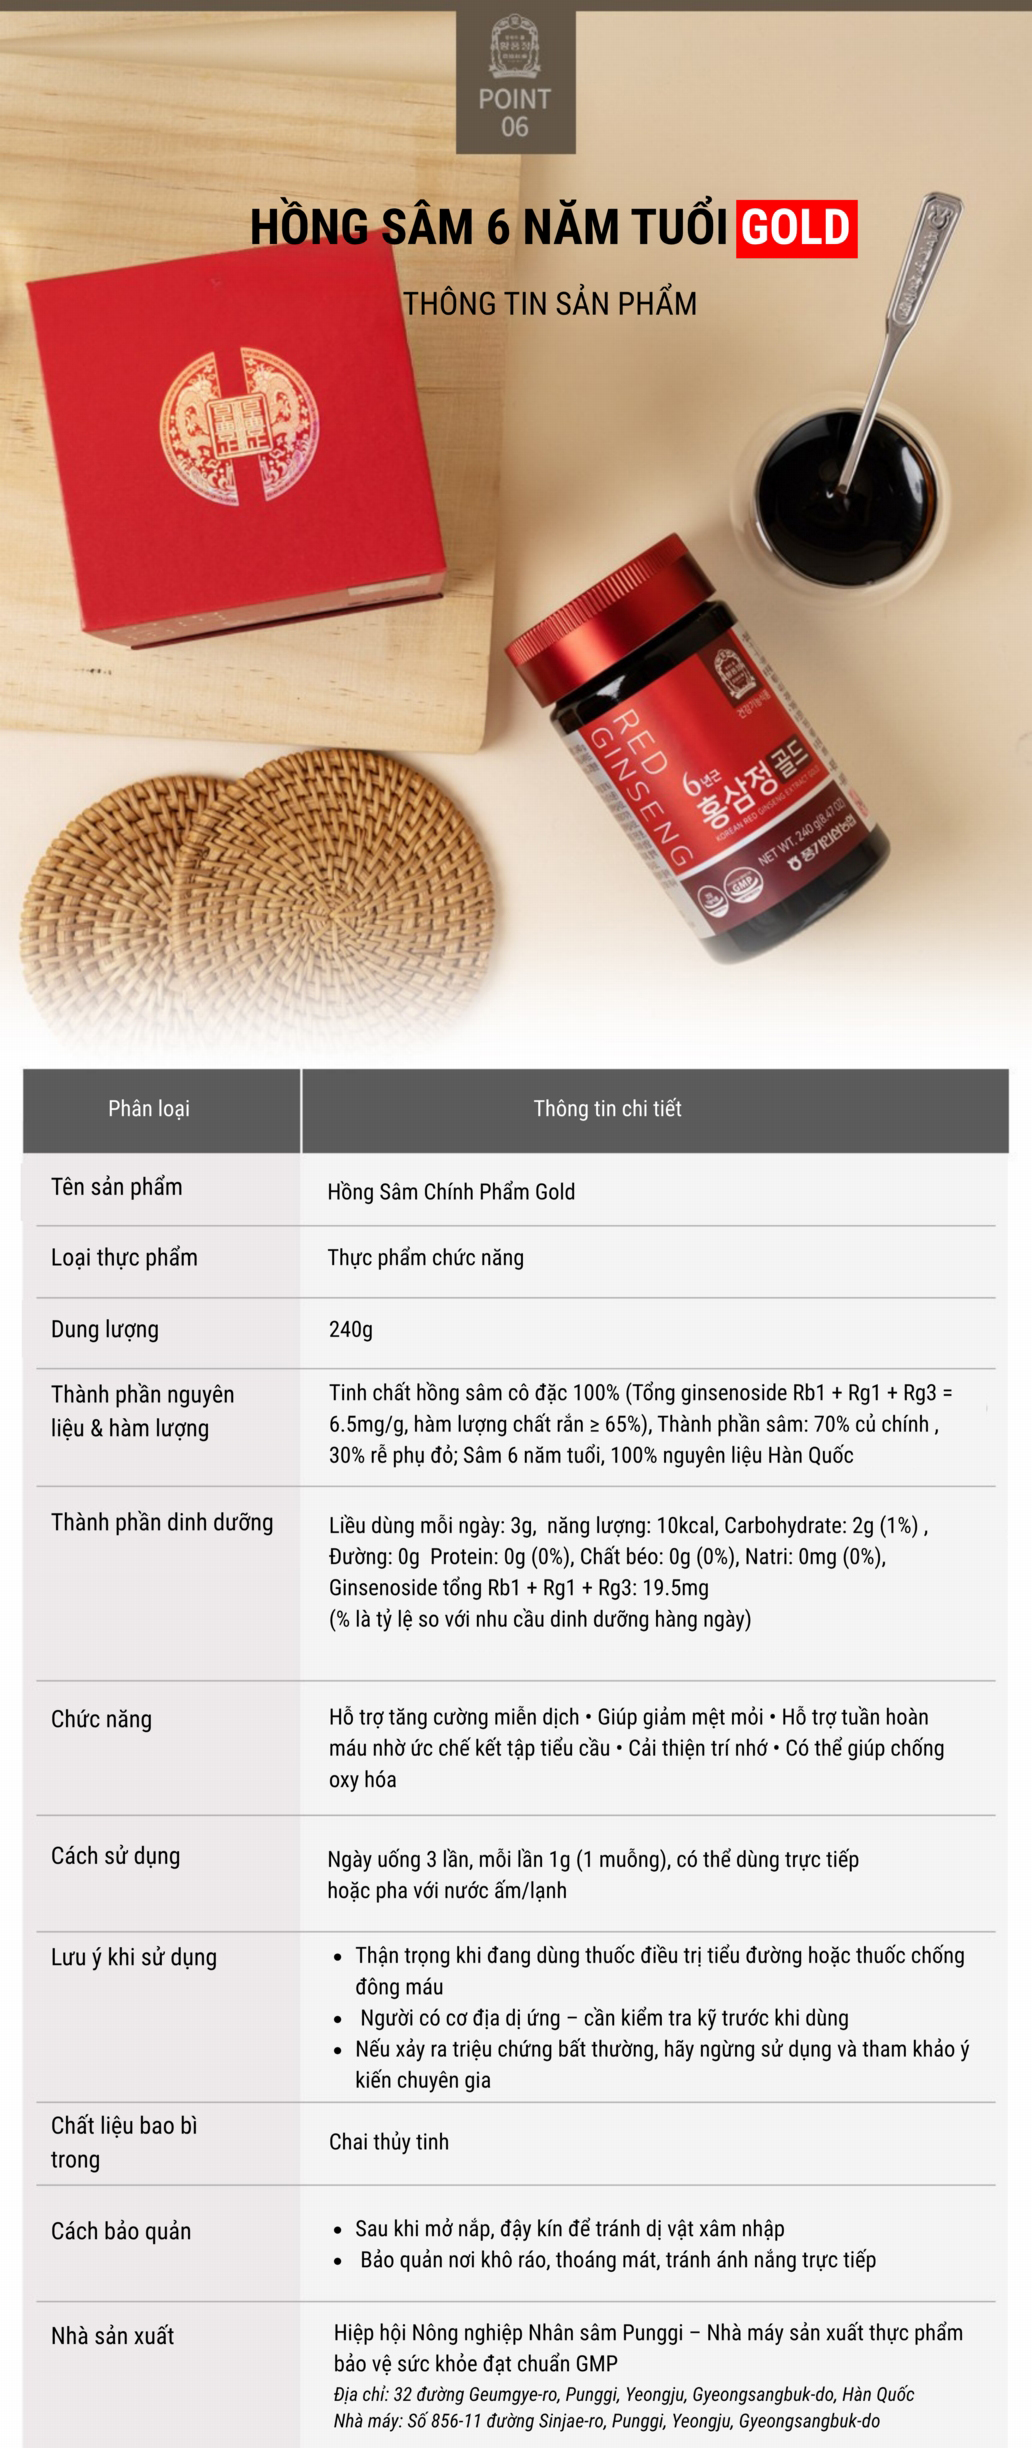 POINT
06
HỒNG SÂM 6 NĂM TUỔI GOLD
THÔNG TIN SẢN PHẨM
RED
GINSENG
건강기능식품
6년근
홍삼정골드
KOREAN RED GINSENG EXTRACT GOLD
NET WT. 240 g(8.47 OZ)
풍기인삼농협
GMP
Phân loại
Thông tin chi tiết
Tên sản phẩm
Hồng Sâm Chính Phẩm Gold
Loại thực phẩm
Thực phẩm chức năng
Dung lượng
240g
Thành phần nguyên
liệu & hàm lượng
Tinh chất hồng sâm cô đặc 100% (Tổng ginsenoside Rb1 + Rg1 + Rg3 =
6.5mg/g, hàm lượng chất rắn ≥ 65%), Thành phần sâm: 70% củ chính ,
30% rễ phụ đỏ; Sâm 6 năm tuổi, 100% nguyên liệu Hàn Quốc
Thành phần dinh dưỡng
Liều dùng mỗi ngày: 3g,  năng lượng: 10kcal, Carbohydrate: 2g (1%) ,
Đường: 0g  Protein: 0g (0%), Chất béo: 0g (0%), Natri: 0mg (0%),
Ginsenoside tổng Rb1 + Rg1 + Rg3: 19.5mg
(% là tỷ lệ so với nhu cầu dinh dưỡng hàng ngày)
Chức năng
Hỗ trợ tăng cường miễn dịch • Giúp giảm mệt mỏi • Hỗ trợ tuần hoàn
máu nhờ ức chế kết tập tiểu cầu • Cải thiện trí nhớ • Có thể giúp chống
oxy hóa
Cách sử dụng
Ngày uống 3 lần, mỗi lần 1g (1 muỗng), có thể dùng trực tiếp
hoặc pha với nước ấm/lạnh
Lưu ý khi sử dụng
• Thận trọng khi đang dùng thuốc điều trị tiểu đường hoặc thuốc chống
đông máu
• Người có cơ địa dị ứng – cần kiểm tra kỹ trước khi dùng
• Nếu xảy ra triệu chứng bất thường, hãy ngừng sử dụng và tham khảo ý
kiến chuyên gia
Chất liệu bao bì
trong
Chai thủy tinh
Cách bảo quản
• Sau khi mở nắp, đậy kín để tránh dị vật xâm nhập
• Bảo quản nơi khô ráo, thoáng mát, tránh ánh nắng trực tiếp
Nhà sản xuất
Hiệp hội Nông nghiệp Nhân sâm Punggi – Nhà máy sản xuất thực phẩm
bảo vệ sức khỏe đạt chuẩn GMP
Địa chỉ: 32 đường Geumgye-ro, Punggi, Yeongju, Gyeongsangbuk-do, Hàn Quốc
Nhà máy: Số 856-11 đường Sinjae-ro, Punggi, Yeongju, Gyeongsangbuk-do